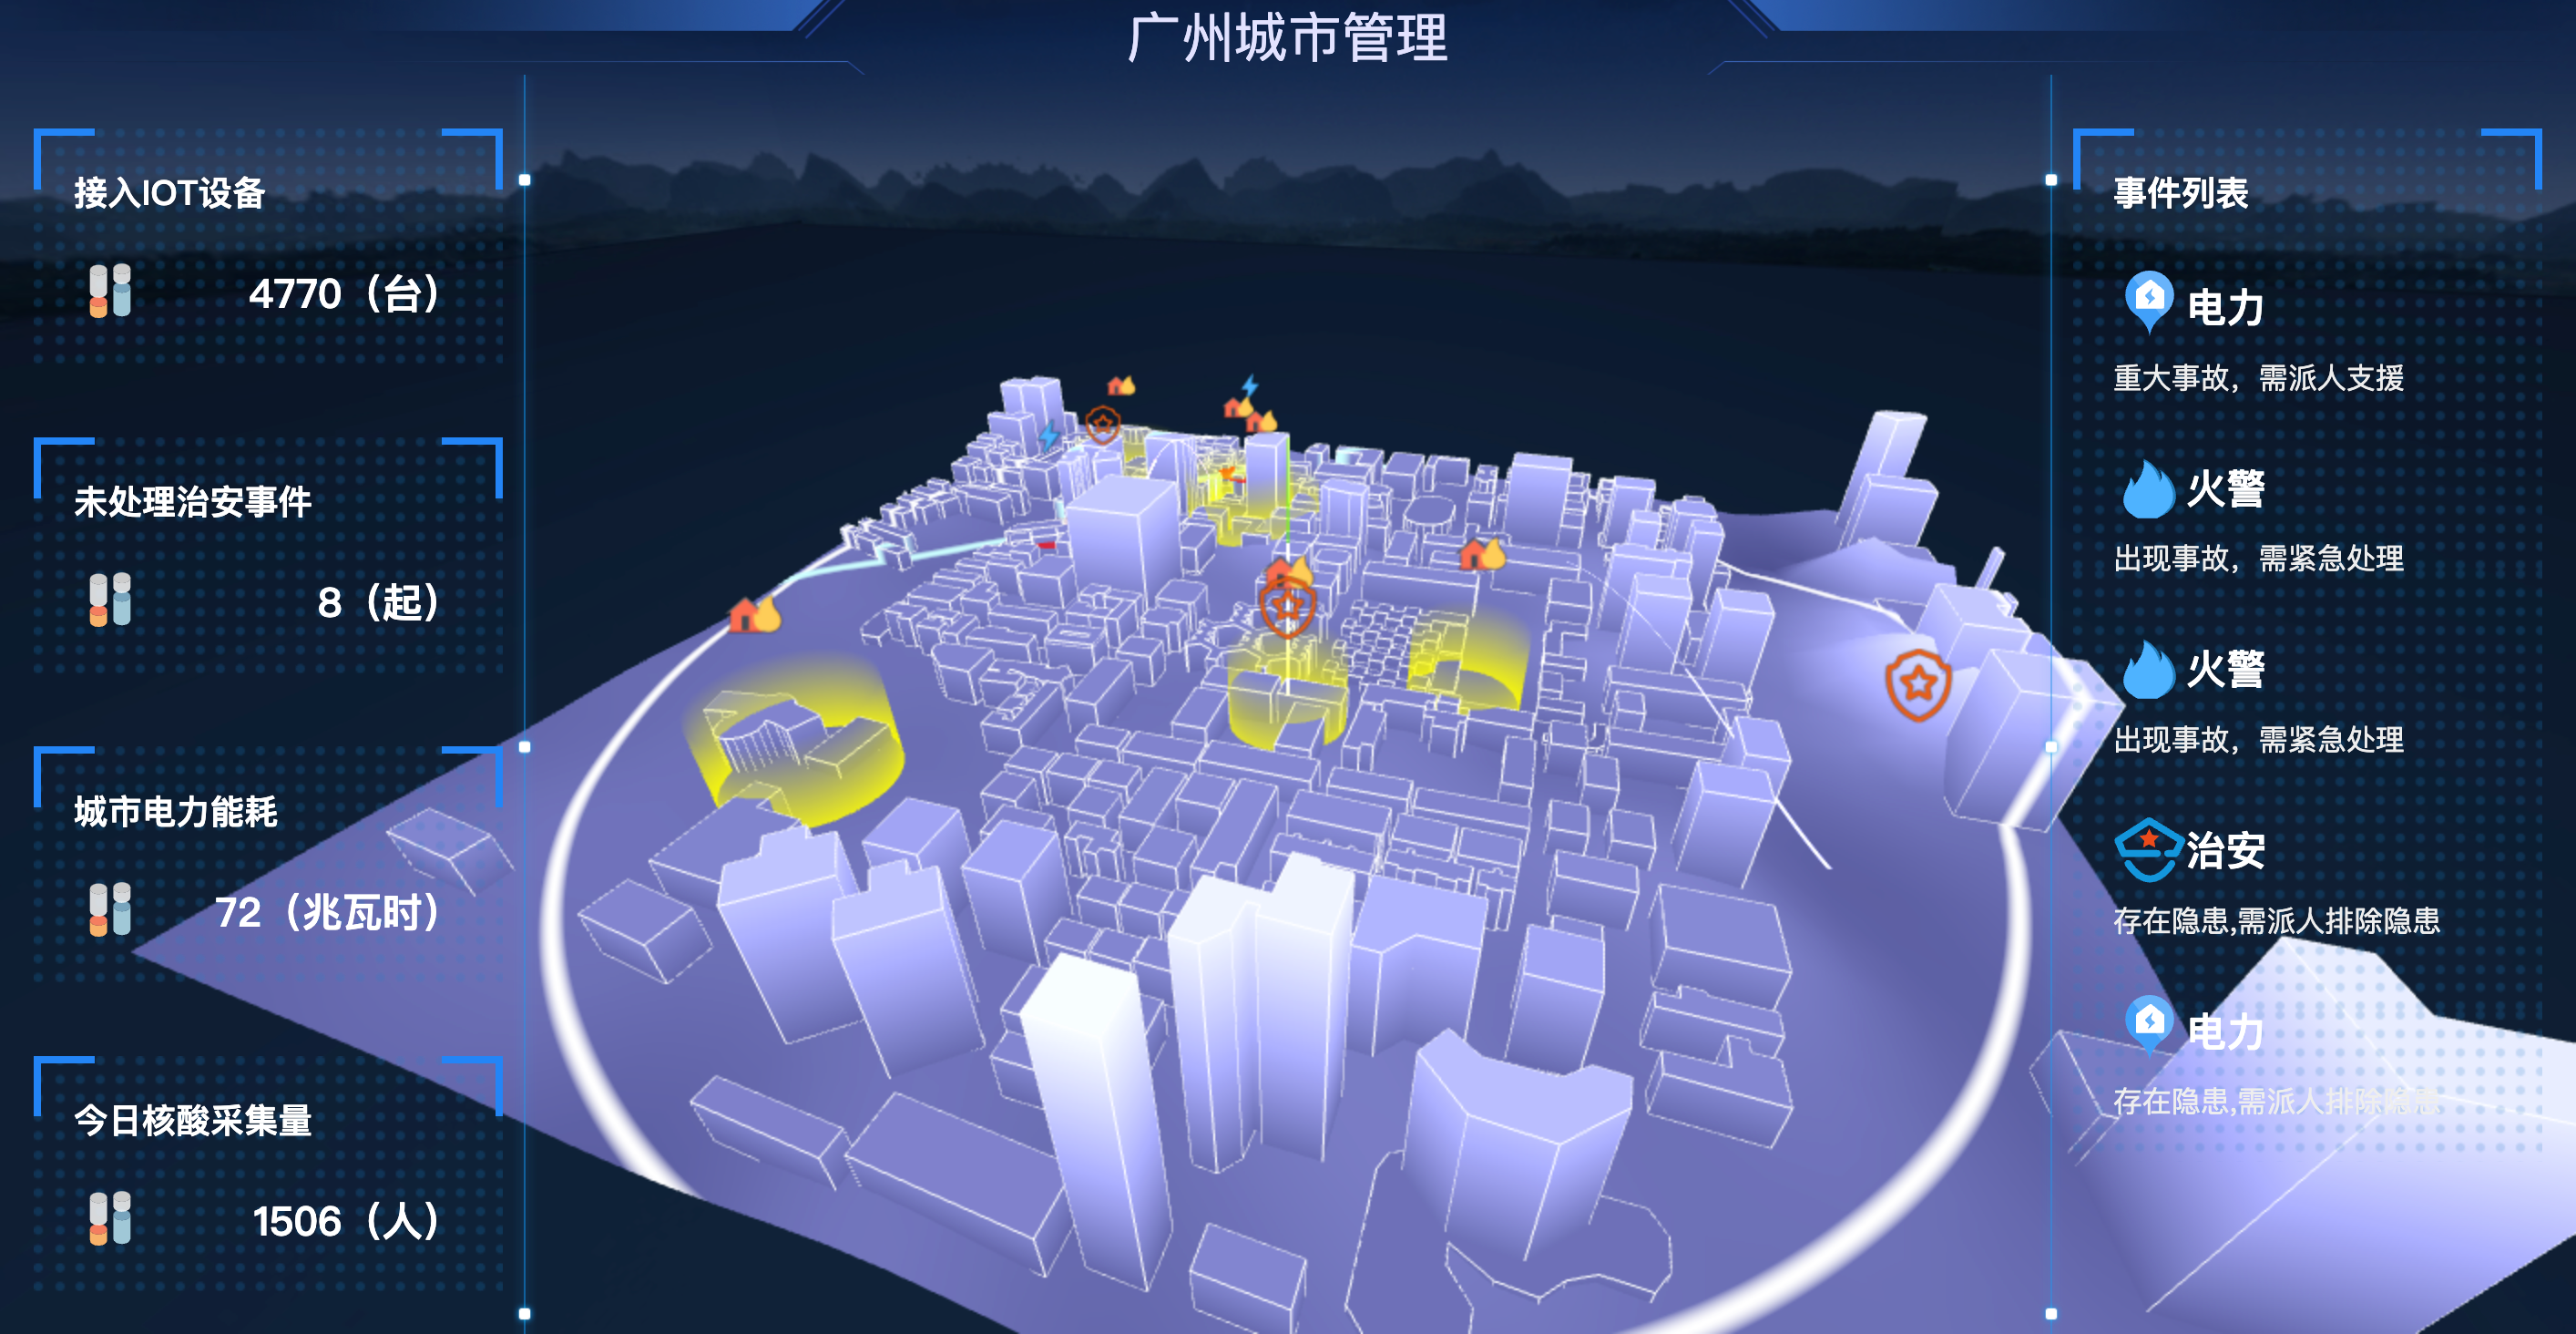 广州城市管理
接入IOT设备
4770（台）
未处理治安事件
8（起）
城市电力能耗
72（兆瓦时）
今日核酸采集量
1506（人）
事件列表
电力
重大事故，需派人支援
火警
出现事故，需紧急处理
火警
出现事故，需紧急处理
治安
存在隐患,需派人排除隐患
电力
存在隐患,需派人排除隐患